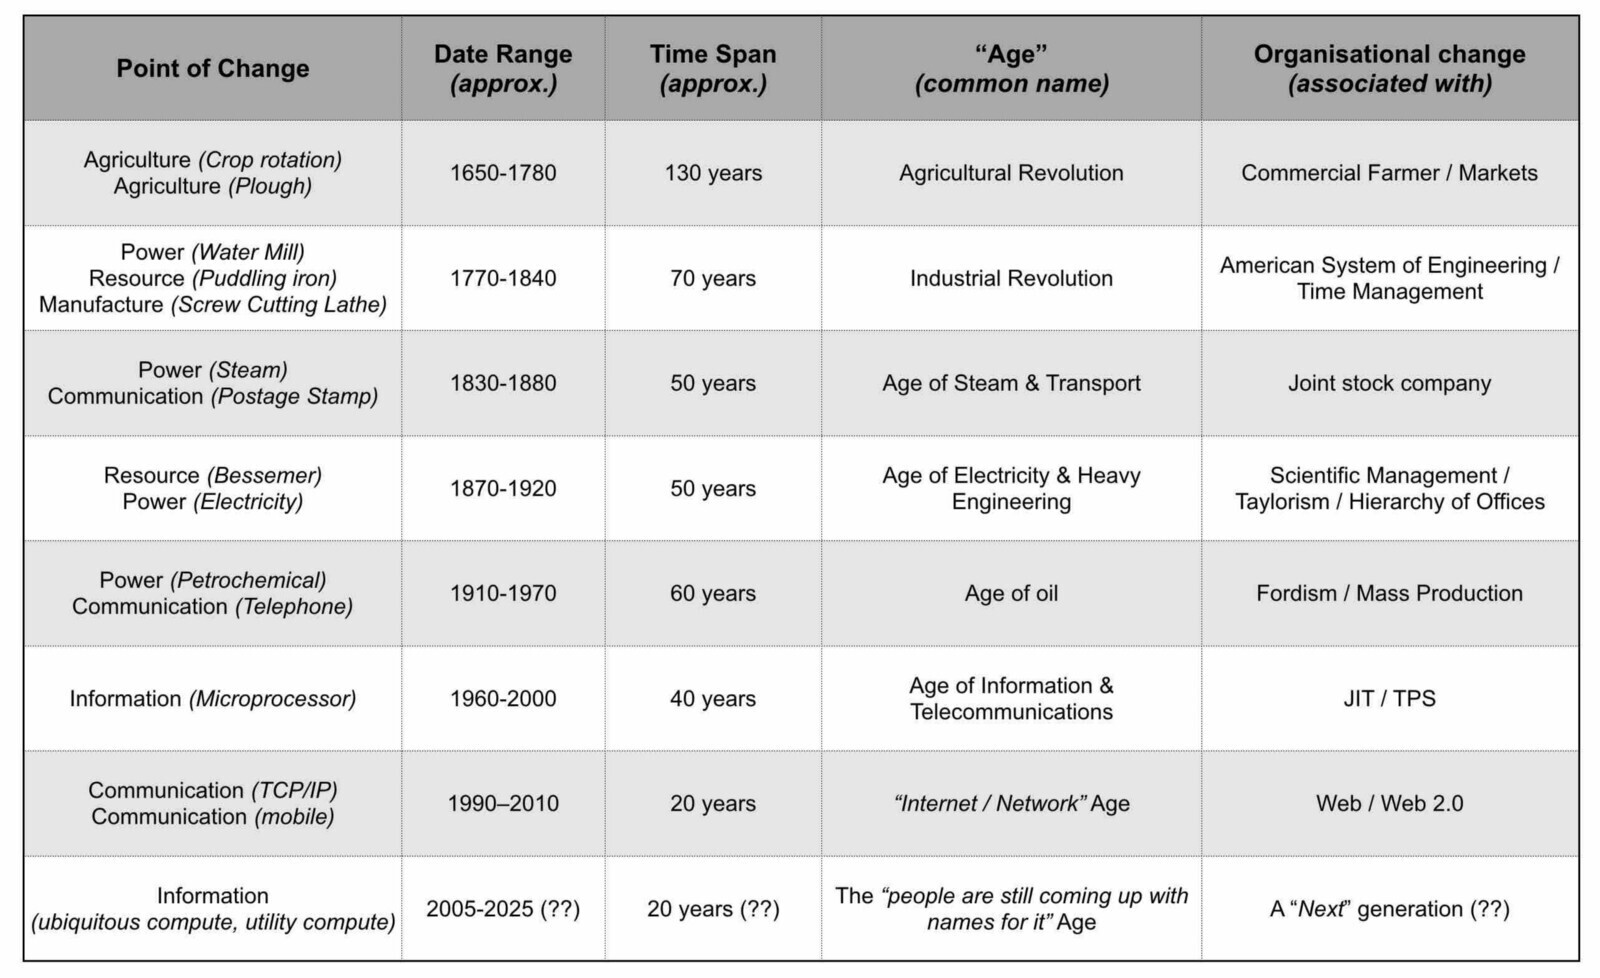 Point of Change
Date Range
(approx.)
Time Span
(approx.)
“Age”
(common name)
Organisational change
(associated with)
Agriculture (Crop rotation)
Agriculture (Plough)
1650-1780
130 years
Agricultural Revolution
Commercial Farmer / Markets
Power (Water Mill)
Resource (Puddling iron)
Manufacture (Screw Cutting Lathe)
1770-1840
70 years
Industrial Revolution
American System of Engineering /
Time Management
Power (Steam)
Communication (Postage Stamp)
1830-1880
50 years
Age of Steam & Transport
Joint stock company
Resource (Bessemer)
Power (Electricity)
1870-1920
50 years
Age of Electricity & Heavy
Engineering
Scientific Management /
Taylorism / Hierarchy of Offices
Power (Petrochemical)
Communication (Telephone)
1910-1970
60 years
Age of oil
Fordism / Mass Production
Information (Microprocessor)
1960-2000
40 years
Age of Information &
Telecommunications
JIT / TPS
Communication (TCP/IP)
Communication (mobile)
1990–2010
20 years
“Internet / Network” Age
Web / Web 2.0
Information
(ubiquitous compute, utility compute)
2005-2025 (??)
20 years (??)
The “people are still coming up with
names for it” Age
A “Next” generation (??)